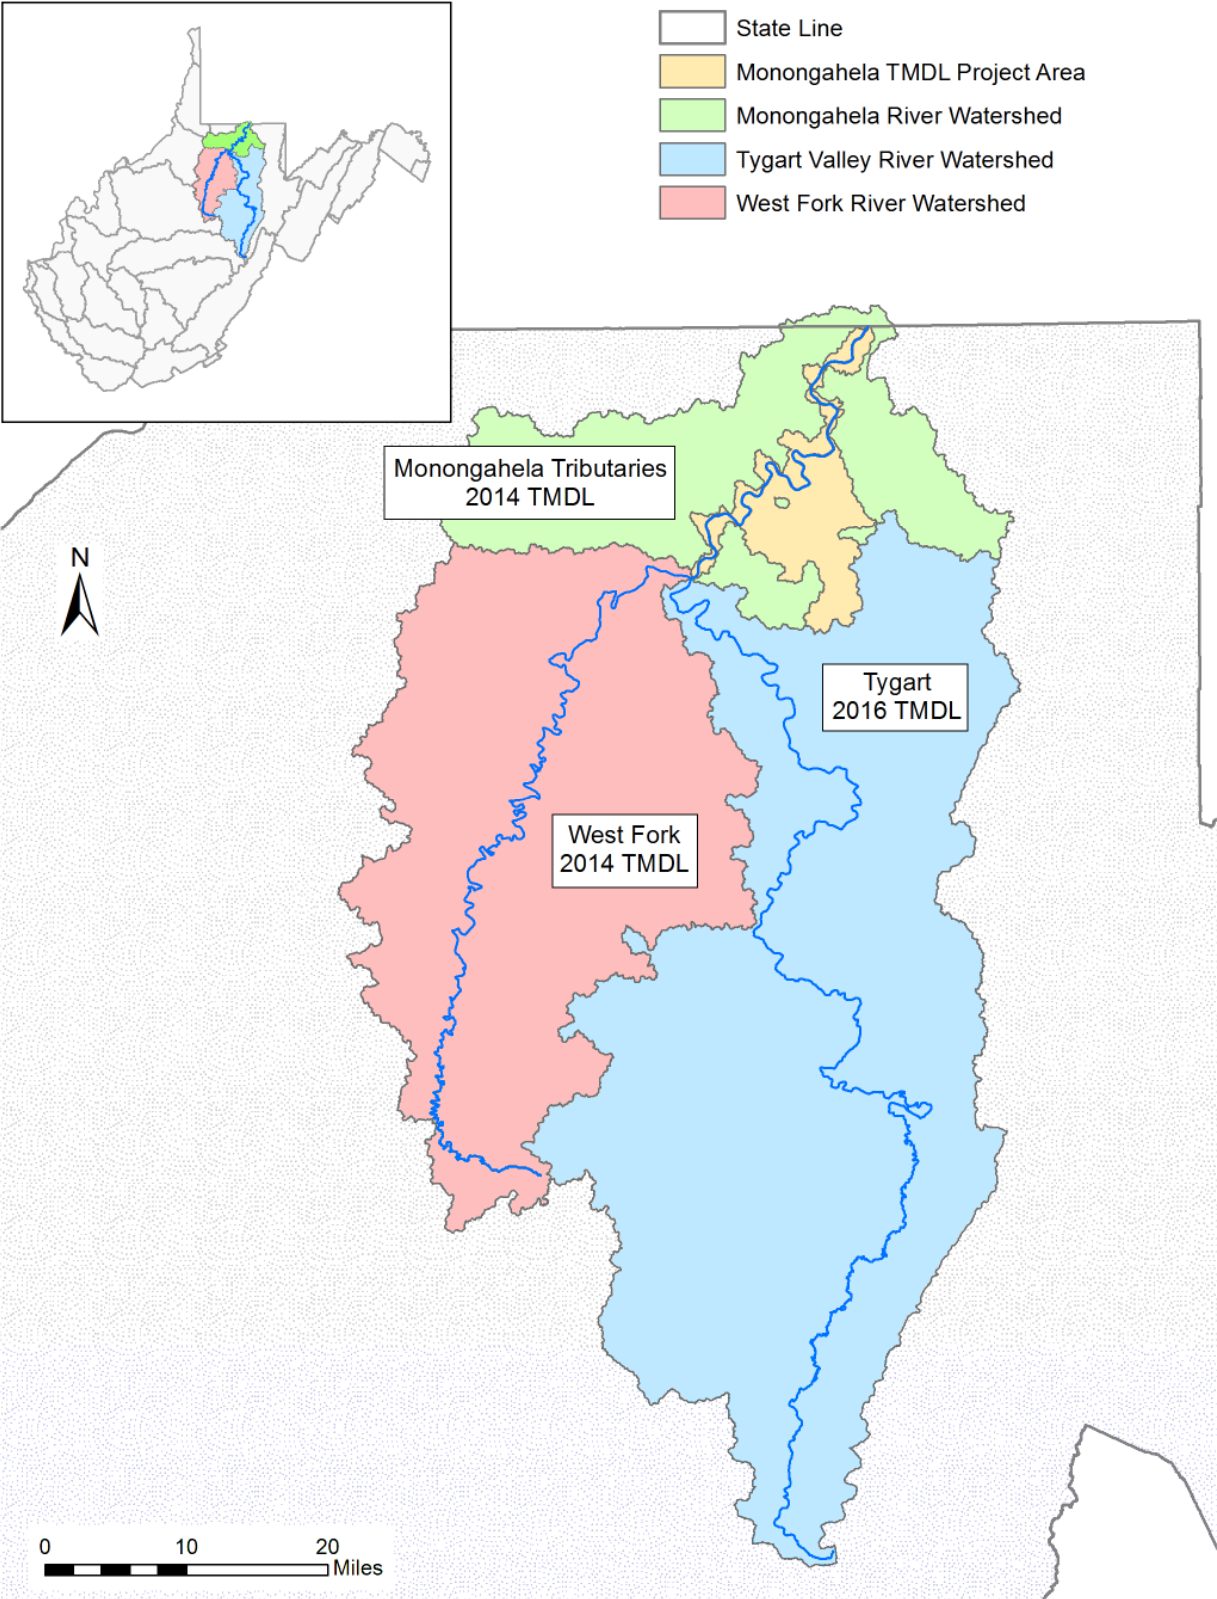 State Line
Monongahela TMDL Project Area
Monongahela River Watershed
Tygart Valley River Watershed
West Fork River Watershed
Monongahela Tributaries
2014 TMDL
N
Tygart
2016 TMDL
West Fork
2014 TMDL
0 10 20
Miles